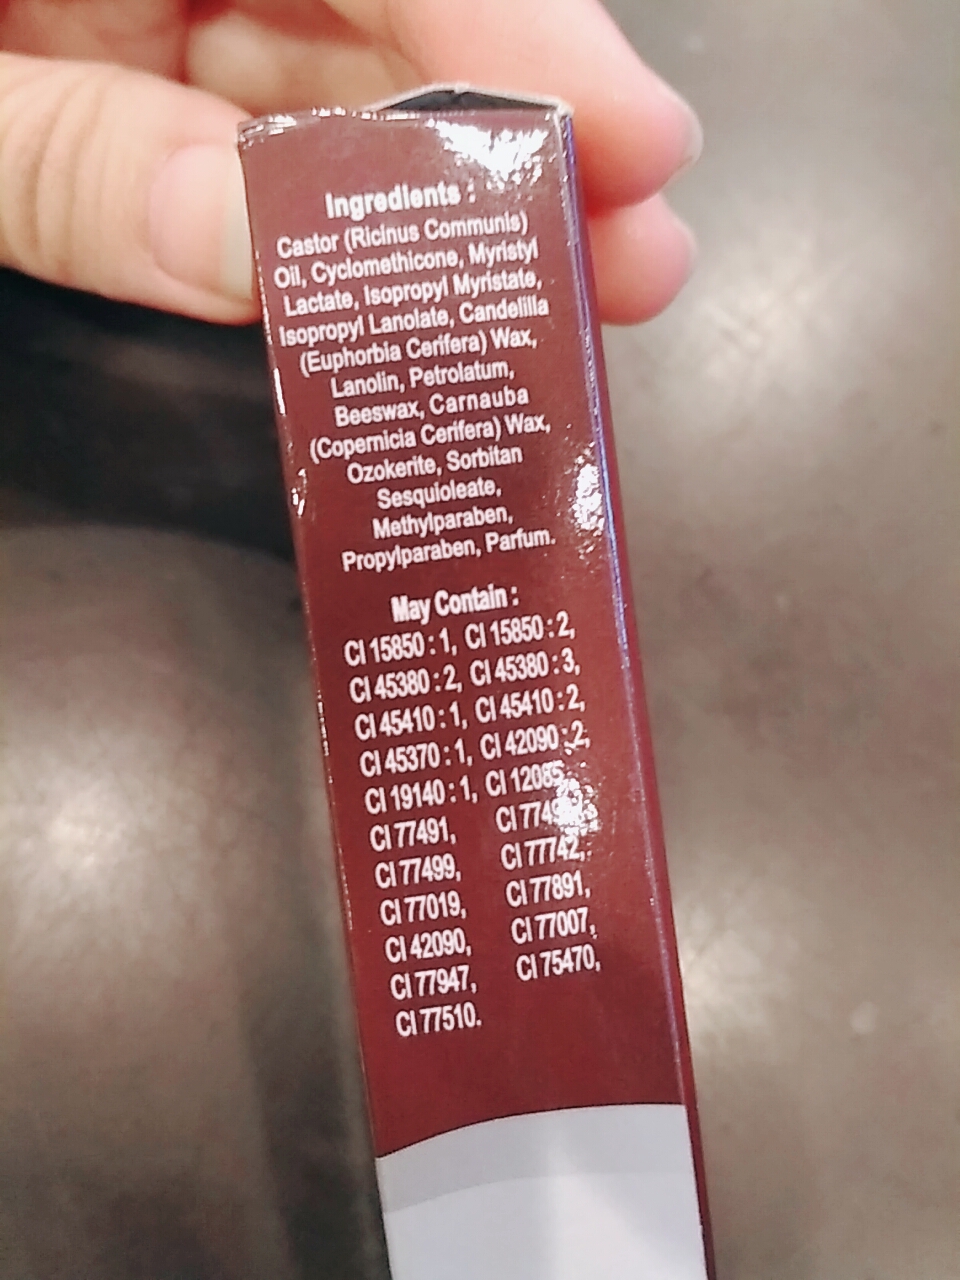 Ingredients :
Castor (Ricinus Communis)
Oil, Cyclomethicone, Myristyl
Lactate, Isopropyl Myristate,
Isopropyl Lanolate, Candelilla
(Euphorbia Cerifera) Wax,
Lanolin, Petrolatum,
Beeswax, Carnauba
(Copernicia Cerifera) Wax,
Ozokerite, Sorbitan
Sesquioleate,
Methylparaben,
Propylparaben, Parfum.
May Contain :
CI 15850 : 1, CI 15850 : 2,
CI 45380 : 2, CI 45380 : 3,
CI 45410 : 1, CI 45410 : 2,
CI 45370 : 1, CI 42090 : 2,
CI 19140 : 1, CI 12085,
CI 77491, CI
CI 77499, CI 77742,
CI 77019, CI 77891,
CI 42090, CI 77007,
CI 77947, CI 75470,
CI 77510.